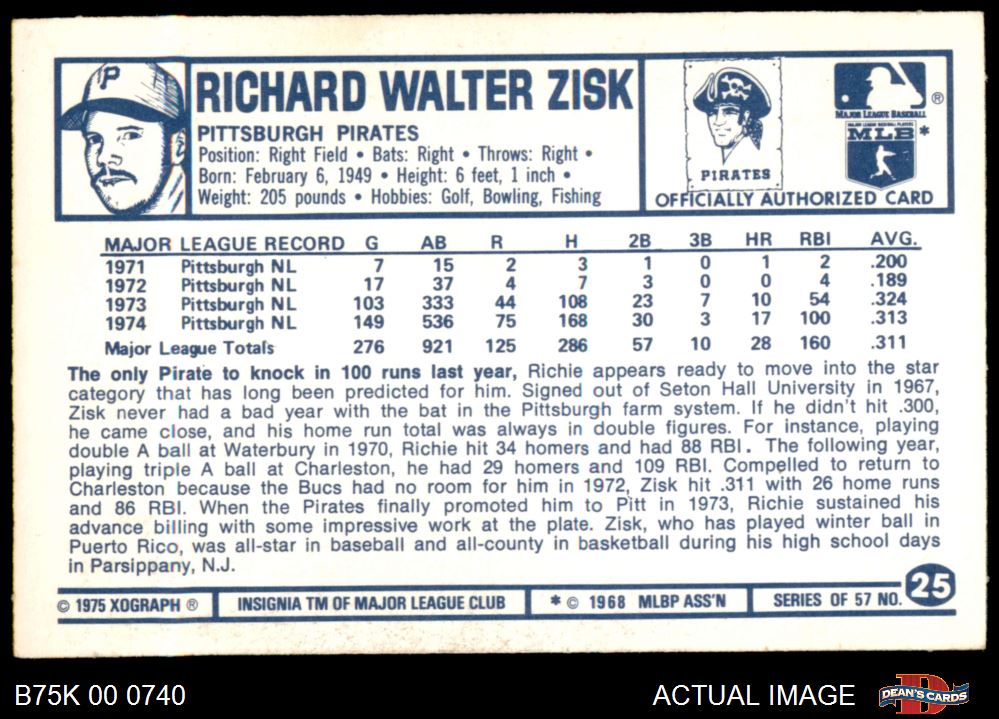 P
RICHARD WALTER ZISK
PITTSBURGH PIRATES
Position: Right Field • Bats: Right • Throws: Right •
Born: February 6, 1949 • Height: 6 feet, 1 inch •
Weight: 205 pounds • Hobbies: Golf, Bowling, Fishing
PIRATES
®
MAJOR LEAGUE BASEBALL
MAJOR LEAGUE BASEBALL PLAYERS
MLB *
OFFICIALLY AUTHORIZED CARD
MAJOR LEAGUE RECORD G AB R H 2B 3B HR RBI AVG.
1971 Pittsburgh NL 7 15 2 3 1 0 1 2 .200
1972 Pittsburgh NL 17 37 4 7 3 0 0 4 .189
1973 Pittsburgh NL 103 333 44 108 23 7 10 54 .324
1974 Pittsburgh NL 149 536 75 168 30 3 17 100 .313
Major League Totals 276 921 125 286 57 10 28 160 .311
The only Pirate to knock in 100 runs last year, Richie appears ready to move into the star
category that has long been predicted for him. Signed out of Seton Hall University in 1967,
Zisk never had a bad year with the bat in the Pittsburgh farm system. If he didn't hit .300,
he came close, and his home run total was always in double figures. For instance, playing
double A ball at Waterbury in 1970, Richie hit 34 homers and had 88 RBI. The following year,
playing triple A ball at Charleston, he had 29 homers and 109 RBI. Compelled to return to
Charleston because the Bucs had no room for him in 1972, Zisk hit .311 with 26 home runs
and 86 RBI. When the Pirates finally promoted him to Pitt in 1973, Richie sustained his
advance billing with some impressive work at the plate. Zisk, who has played winter ball in
Puerto Rico, was all-star in baseball and all-county in basketball during his high school days
in Parsippany, N.J.
© 1975 XOGRAPH ® INSIGNIA TM OF MAJOR LEAGUE CLUB * © 1968 MLBP ASS'N SERIES OF 57 NO. 25
B75K 00 0740 ACTUAL IMAGE DEAN'S CARDS